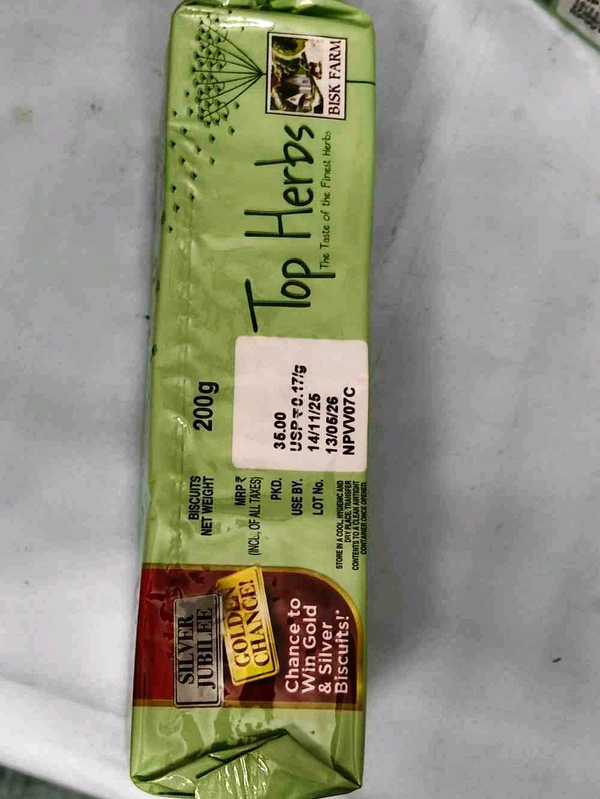 BISK FARM
Top Herbs
The Taste of the Finest Herbs
BISCUITS
NET WEIGHT
200g
MRP ₹
(INCL. OF ALL TAXES)
35.00
USP ₹0.17/g
PKD.
14/11/25
USE BY.
13/05/26
LOT No.
NPVV07C
STORE IN A COOL, HYGIENIC AND
DRY PLACE, TRANSFER
CONTENTS TO A CLEAN AIRTIGHT
CONTAINER ONCE OPENED.
SILVER
JUBILEE
GOLDEN
CHANCE!
Chance to
Win Gold
& Silver
Biscuits!*